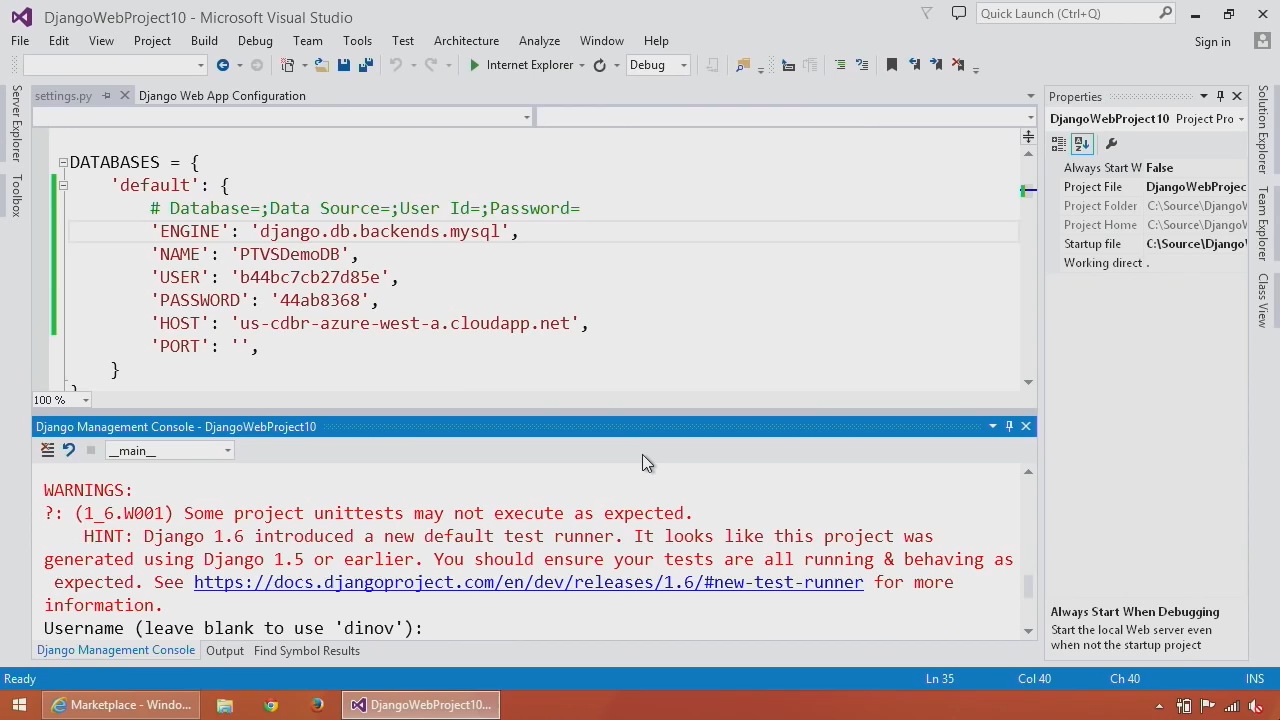 DjangoWebProject10 - Microsoft Visual Studio
Quick Launch (Ctrl+Q)
File Edit View Project Build Debug Team Tools Test Architecture Analyze Window Help
Sign in
Internet Explorer
Debug
Server Explorer
Toolbox
settings.py
Django Web App Configuration
DATABASES = {
'default': {
# Database=;Data Source=;User Id=;Password=
'ENGINE': 'django.db.backends.mysql',
'NAME': 'PTVSDemoDB',
'USER': 'b44bc7cb27d85e',
'PASSWORD': '44ab8368',
'HOST': 'us-cdbr-azure-west-a.cloudapp.net',
'PORT': '',
}
}
100 %
Django Management Console - DjangoWebProject10
__main__
WARNINGS:
?: (1_6.W001) Some project unittests may not execute as expected.
HINT: Django 1.6 introduced a new default test runner. It looks like this project was
generated using Django 1.5 or earlier. You should ensure your tests are all running & behaving as
expected. See https://docs.djangoproject.com/en/dev/releases/1.6/#new-test-runner for more
information.
Username (leave blank to use 'dinov'):
Django Management Console Output Find Symbol Results
Properties
DjangoWebProject10 Project Pro
Always Start W False
Project File DjangoWebProjec
Project Folder C:\Source\DjangoW
Project Home C:\Source\DjangoW
Startup file C:\Source\Django
Working direct .
Always Start When Debugging
Start the local Web server even
when not the startup project
Solution Explorer
Team Explorer
Class View
Ready
Ln 35 Col 40 Ch 40 INS
Marketplace - Windo...
DjangoWebProject10...